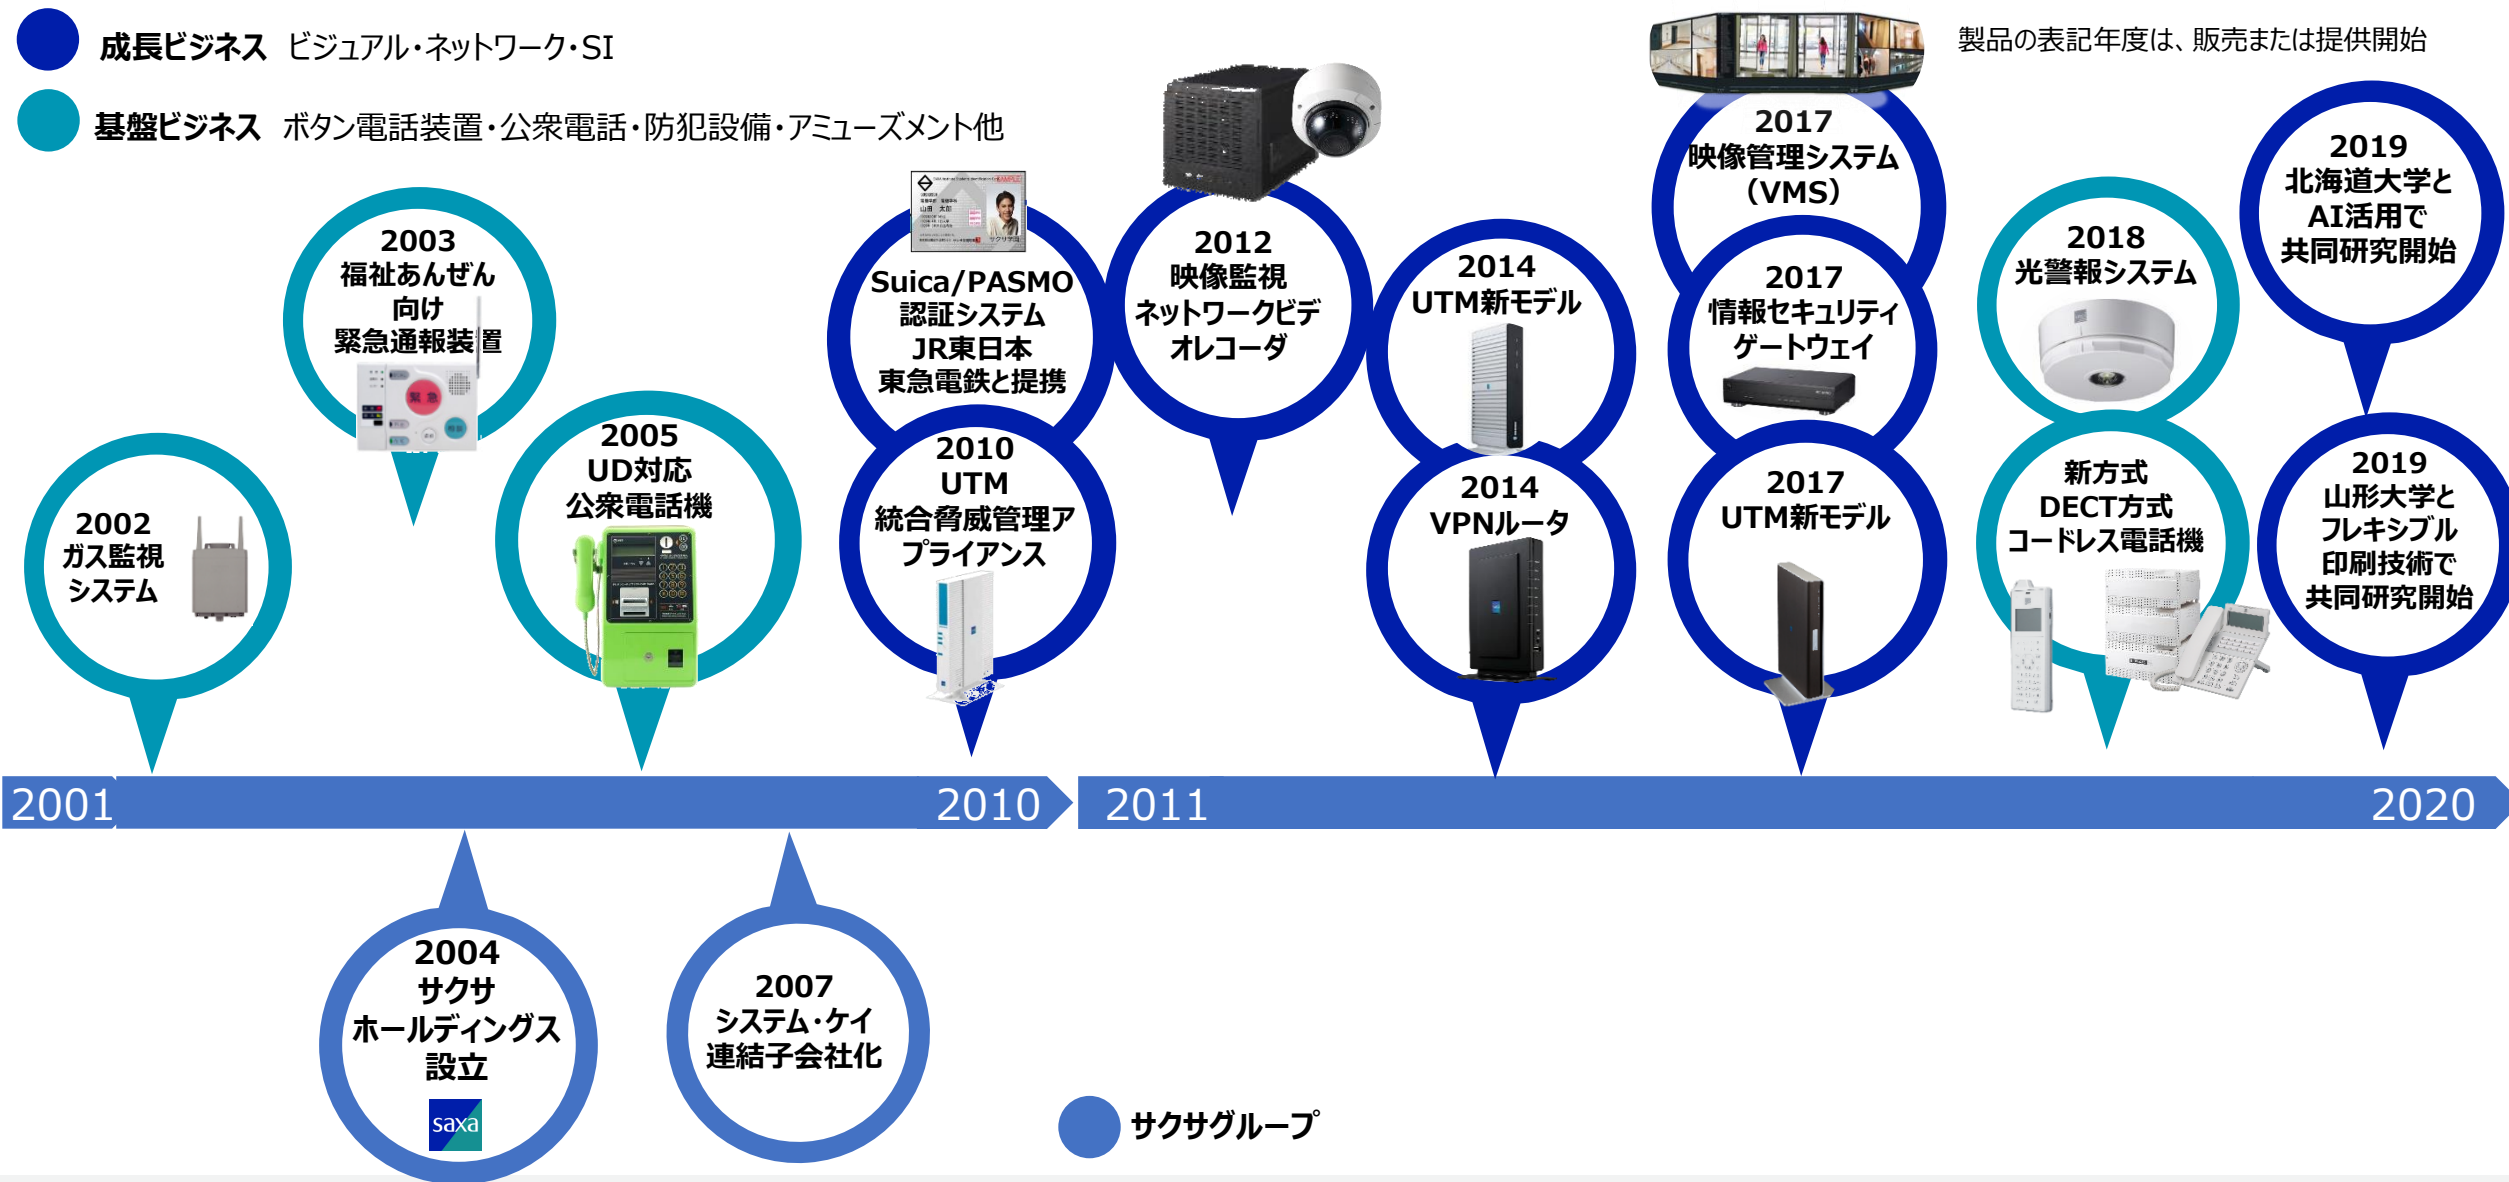 成長ビジネス ビジュアル・ネットワーク・SI
基盤ビジネス ボタン電話装置・公衆電話・防犯設備・アミューズメント他
製品の表記年度は、販売または提供開始
2002
ガス監視
システム
2003
福祉あんぜん
向け
緊急通報装置
緊急
2005
UD対応
公衆電話機
山田 太郎
サクサ学園
Suica/PASMO
認証システム
JR東日本
東急電鉄と提携
2010
UTM
統合脅威管理ア
プライアンス
2012
映像監視
ネットワークビデ
オレコーダ
2014
UTM新モデル
2014
VPNルータ
2017
映像管理システム
（VMS）
2017
情報セキュリティ
ゲートウェイ
2017
UTM新モデル
2018
光警報システム
新方式
DECT方式
コードレス電話機
2019
北海道大学と
AI活用で
共同研究開始
2019
山形大学と
フレキシブル
印刷技術で
共同研究開始
2001
2010
2011
2020
2004
サクサ
ホールディングス
設立
saxa
2007
システム・ケイ
連結子会社化
サクサグループ